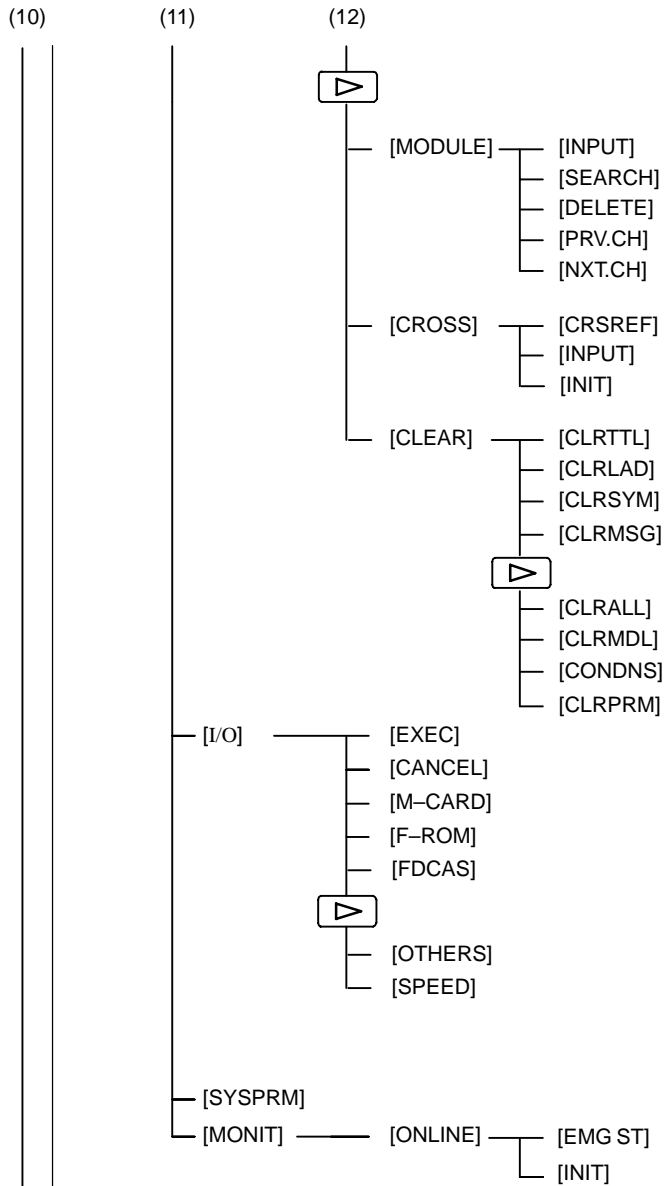 (10) (11) (12)
[MODULE] [INPUT]
[SEARCH]
[DELETE]
[PRV.CH]
[NXT.CH]
[CROSS] [CRSREF]
[INPUT]
[INIT]
[CLEAR] [CLRTTL]
[CLRLAD]
[CLRSYM]
[CLRMSG]
[CLRALL]
[CLRMDL]
[CONDNS]
[CLRPRM]
[I/O] [EXEC]
[CANCEL]
[M–CARD]
[F–ROM]
[FDCAS]
[OTHERS]
[SPEED]
[SYSPRM]
[MONIT] [ONLINE] [EMG ST]
[INIT]